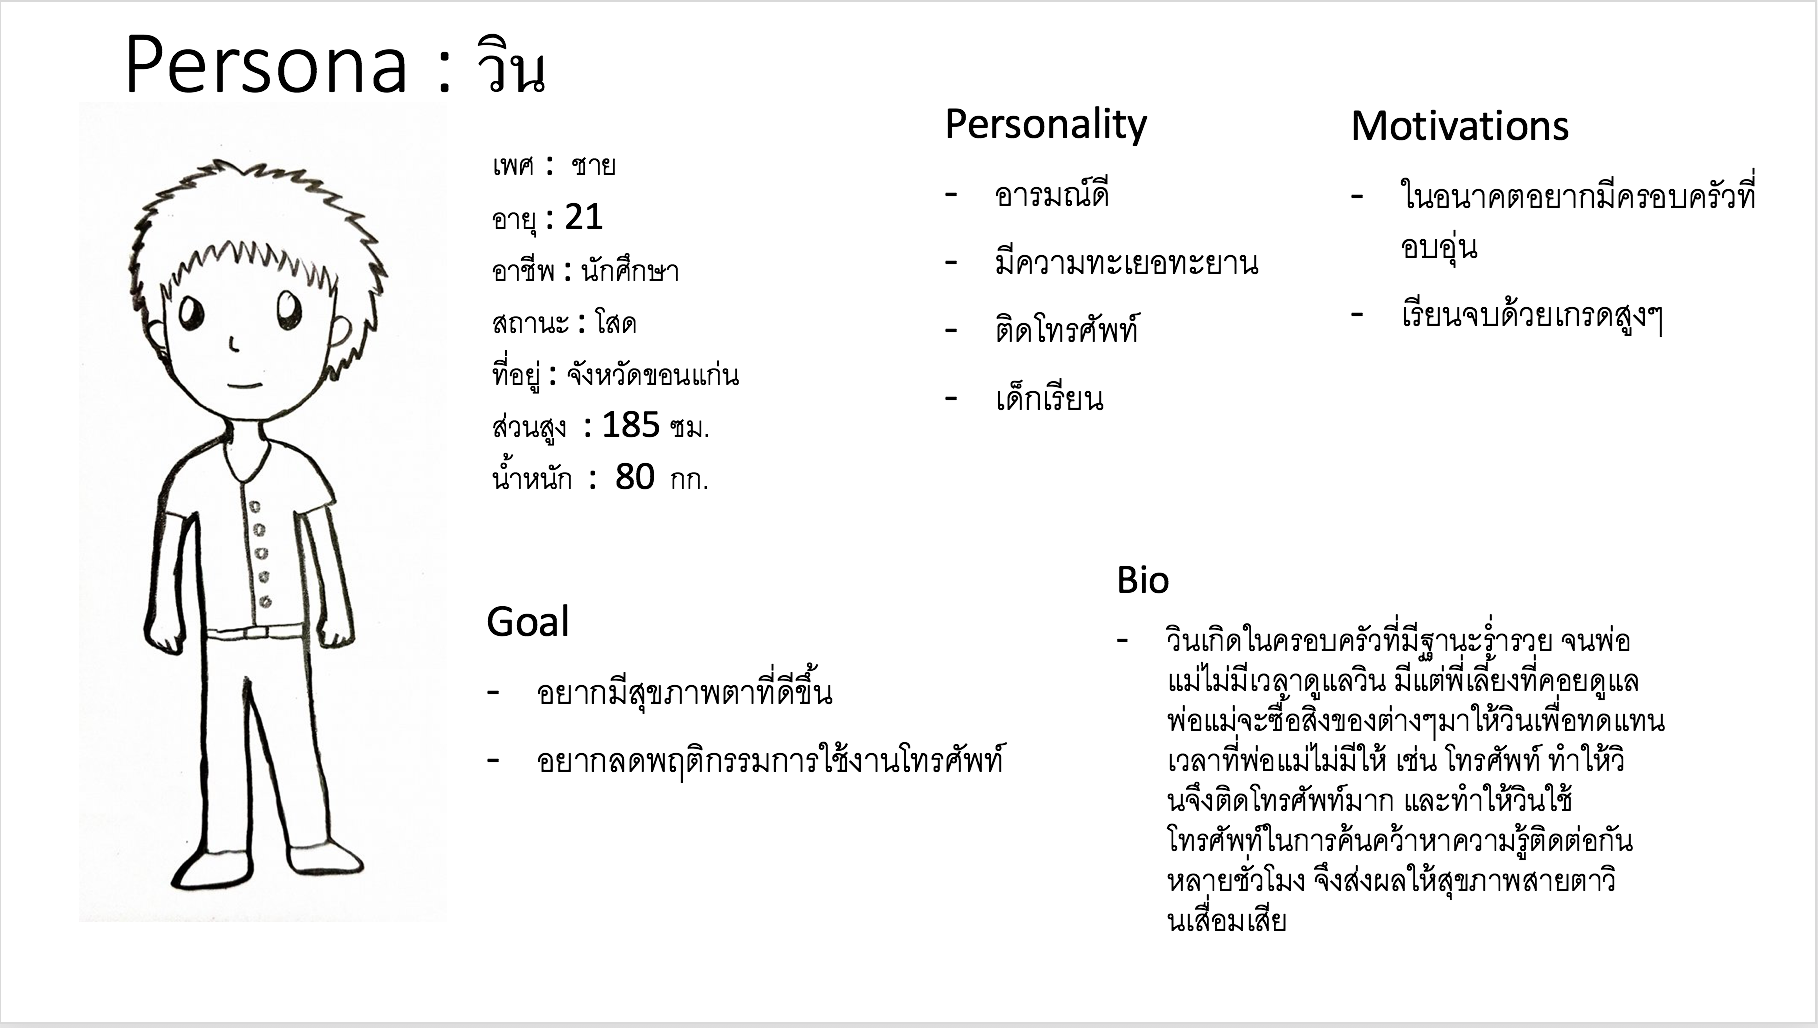 Persona : วิน
เพศ : ชาย
อายุ : 21
อาชีพ : นักศึกษา
สถานะ : โสด
ที่อยู่ : จังหวัดขอนแก่น
ส่วนสูง : 185 ซม.
น้ำหนัก : 80 กก.
Personality
- อารมณ์ดี
- มีความทะเยอทะยาน
- ติดโทรศัพท์
- เด็กเรียน
Motivations
- ในอนาคตอยากมีครอบครัวที่
อบอุ่น
- เรียนจบด้วยเกรดสูงๆ
Goal
- อยากมีสุขภาพตาที่ดีขึ้น
- อยากลดพฤติกรรมการใช้งานโทรศัพท์
Bio
- วินเกิดในครอบครัวที่มีฐานะร่ำรวย จนพ่อ
แม่ไม่มีเวลาดูแลวิน มีแต่พี่เลี้ยงที่คอยดูแล
พ่อแม่จะซื้อสิ่งของต่างๆมาให้วินเพื่อทดแทน
เวลาที่พ่อแม่ไม่มีให้ เช่น โทรศัพท์ ทำให้วิ
นจึงติดโทรศัพท์มาก และทำให้วินใช้
โทรศัพท์ในการค้นคว้าหาความรู้ติดต่อกัน
หลายชั่วโมง จึงส่งผลให้สุขภาพสายตาวิ
นเสื่อมเสีย